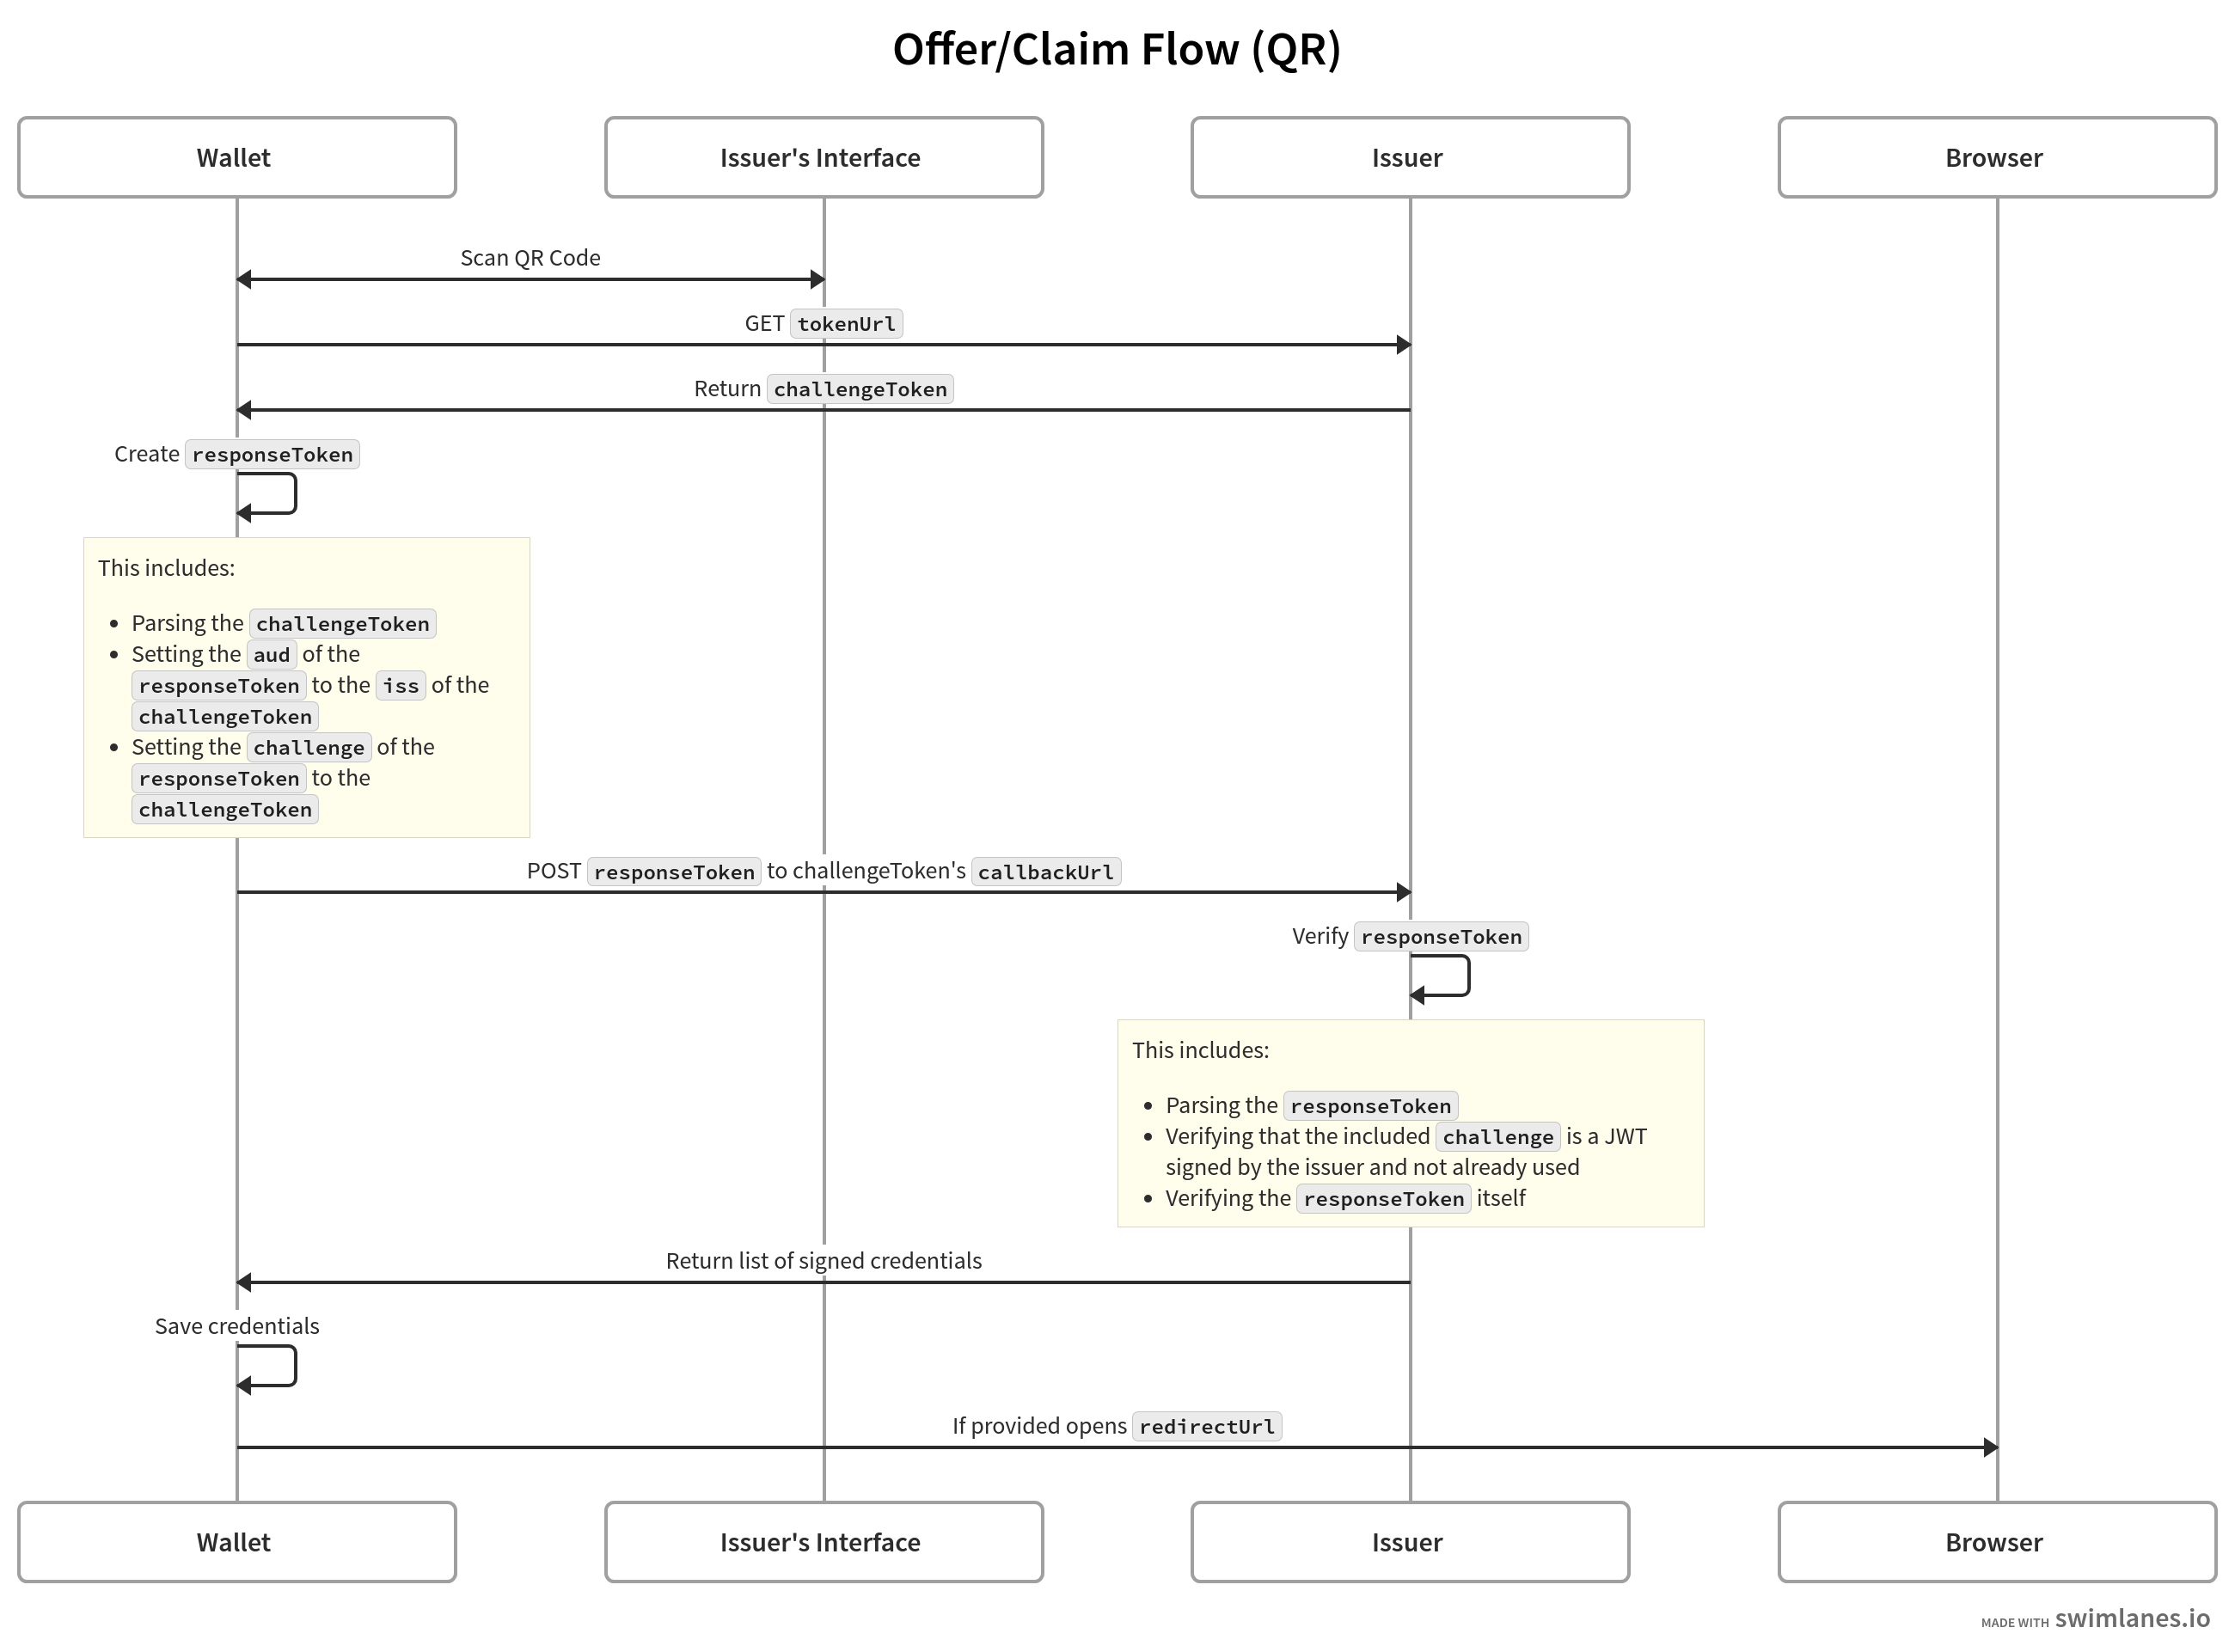 Offer/Claim Flow (QR)
Wallet
Issuer's Interface
Issuer
Browser
Scan QR Code
GET tokenUrl
Return challengeToken
Create responseToken
This includes:
• Parsing the challengeToken
• Setting the aud of the
responseToken to the iss of the
challengeToken
• Setting the challenge of the
responseToken to the
challengeToken
POST responseToken to challengeToken's callbackUrl
Verify responseToken
This includes:
• Parsing the responseToken
• Verifying that the included challenge is a JWT
signed by the issuer and not already used
• Verifying the responseToken itself
Return list of signed credentials
Save credentials
If provided opens redirectUrl
Wallet
Issuer's Interface
Issuer
Browser
MADE WITH swimlanes.io